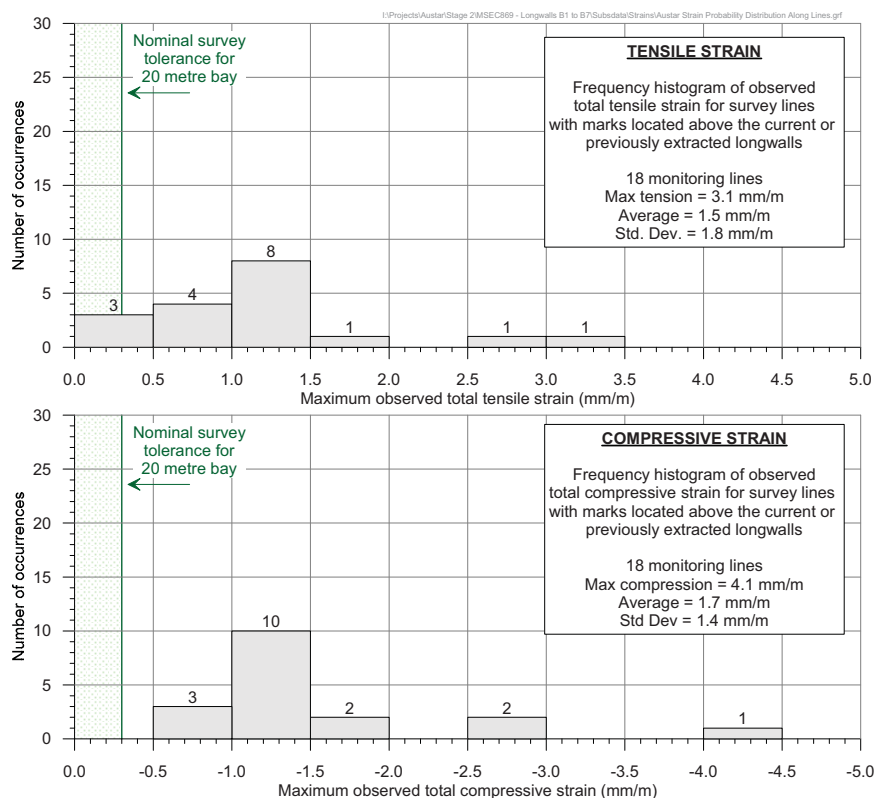 I:\Projects\Austar\Stage 2\MSEC869 - Longwalls B1 to B7\Subsdata\Strains\Austar Strain Probability Distribution Along Lines.grf
30
25
20
15
10
5
0
Number of occurrences
Nominal survey
tolerance for
20 metre bay
TENSILE STRAIN
Frequency histogram of observed
total tensile strain for survey lines
with marks located above the current or
previously extracted longwalls
18 monitoring lines
Max tension = 3.1 mm/m
Average = 1.5 mm/m
Std. Dev. = 1.8 mm/m
3
4
8
1
1
1
0.0 0.5 1.0 1.5 2.0 2.5 3.0 3.5 4.0 4.5 5.0
Maximum observed total tensile strain (mm/m)
30
25
20
15
10
5
0
Number of occurrences
Nominal survey
tolerance for
20 metre bay
COMPRESSIVE STRAIN
Frequency histogram of observed
total compressive strain for survey lines
with marks located above the current or
previously extracted longwalls
18 monitoring lines
Max compression = 4.1 mm/m
Average = 1.7 mm/m
Std Dev = 1.4 mm/m
3
10
2
2
1
0.0 -0.5 -1.0 -1.5 -2.0 -2.5 -3.0 -3.5 -4.0 -4.5 -5.0
Maximum observed total compressive strain (mm/m)